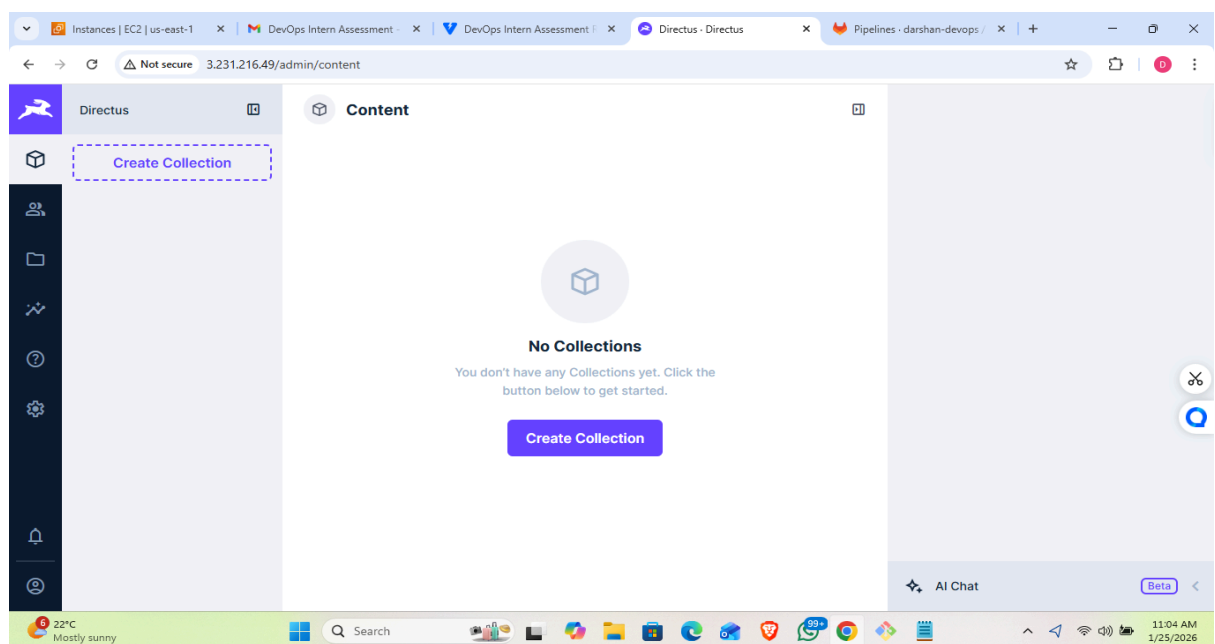 Instances | EC2 | us-east-1
DevOps Intern Assessment -
DevOps Intern Assessment
Directus · Directus
Pipelines · darshan-devops /
Not secure
3.231.216.49/admin/content
D
Directus
Content
Create Collection
No Collections
You don't have any Collections yet. Click the
button below to get started.
Create Collection
AI Chat
Beta
6
22°C
Mostly sunny
Search
99+
11:04 AM
1/25/2026